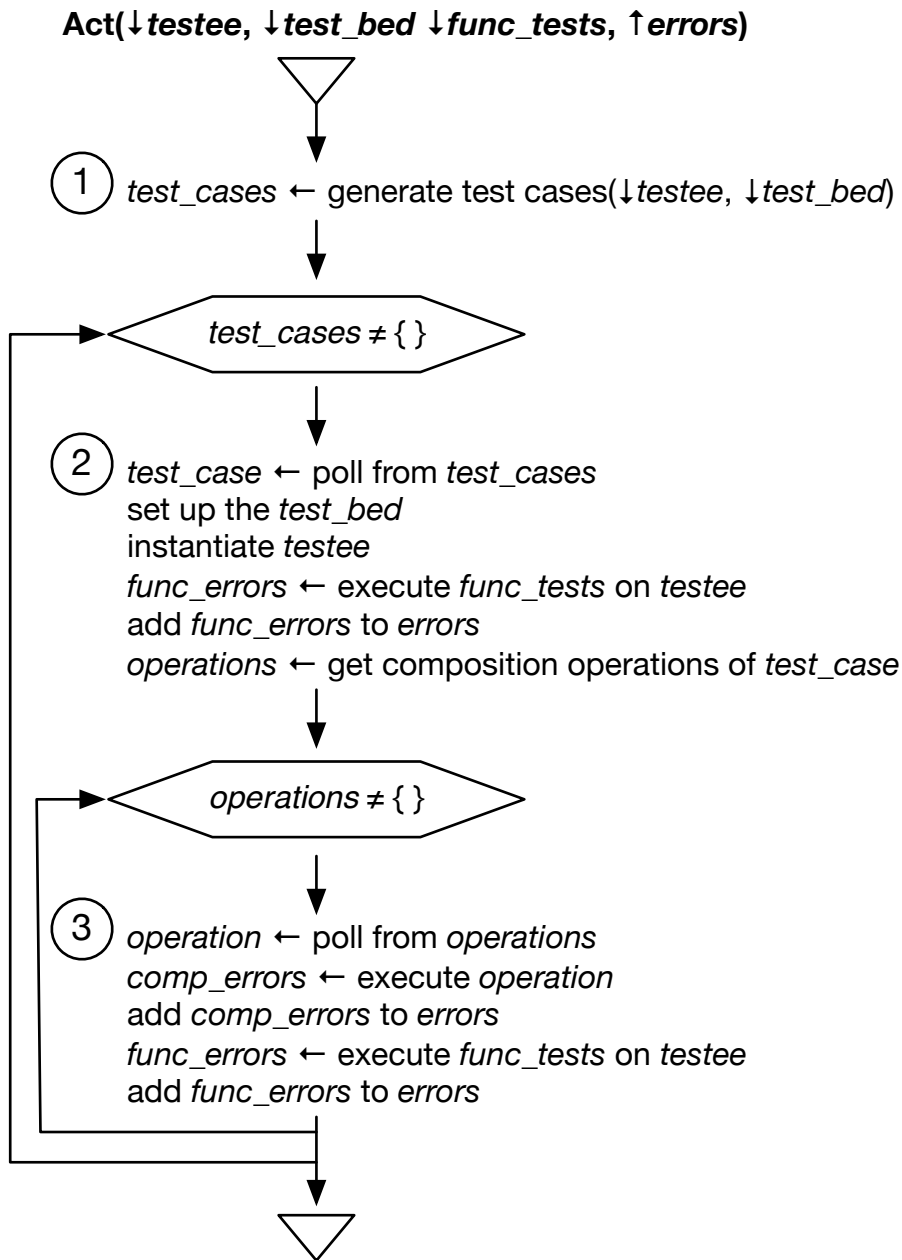 Act(↓testee, ↓test_bed ↓func_tests, ↑errors)
1 test_cases ← generate test cases(↓testee, ↓test_bed)
test_cases ≠ { }
2 test_case ← poll from test_cases
set up the test_bed
instantiate testee
func_errors ← execute func_tests on testee
add func_errors to errors
operations ← get composition operations of test_case
operations ≠ { }
3 operation ← poll from operations
comp_errors ← execute operation
add comp_errors to errors
func_errors ← execute func_tests on testee
add func_errors to errors